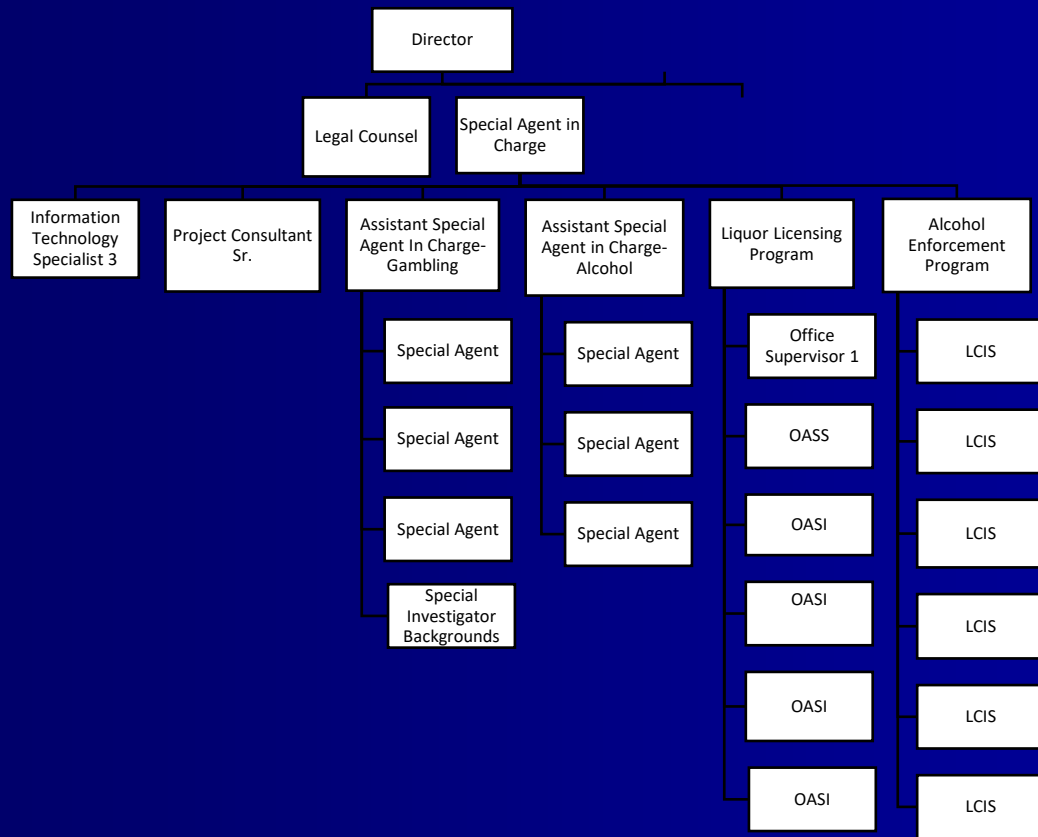 Director
Legal Counsel
Special Agent in
Charge
Information
Technology
Specialist 3
Project Consultant
Sr.
Assistant Special
Agent In Charge-
Gambling
Assistant Special
Agent in Charge-
Alcohol
Liquor Licensing
Program
Alcohol
Enforcement
Program
Special Agent
Special Agent
Special Agent
Special
Investigator
Backgrounds
Special Agent
Special Agent
Special Agent
Office
Supervisor 1
OASS
OASI
OASI
OASI
OASI
LCIS
LCIS
LCIS
LCIS
LCIS
LCIS